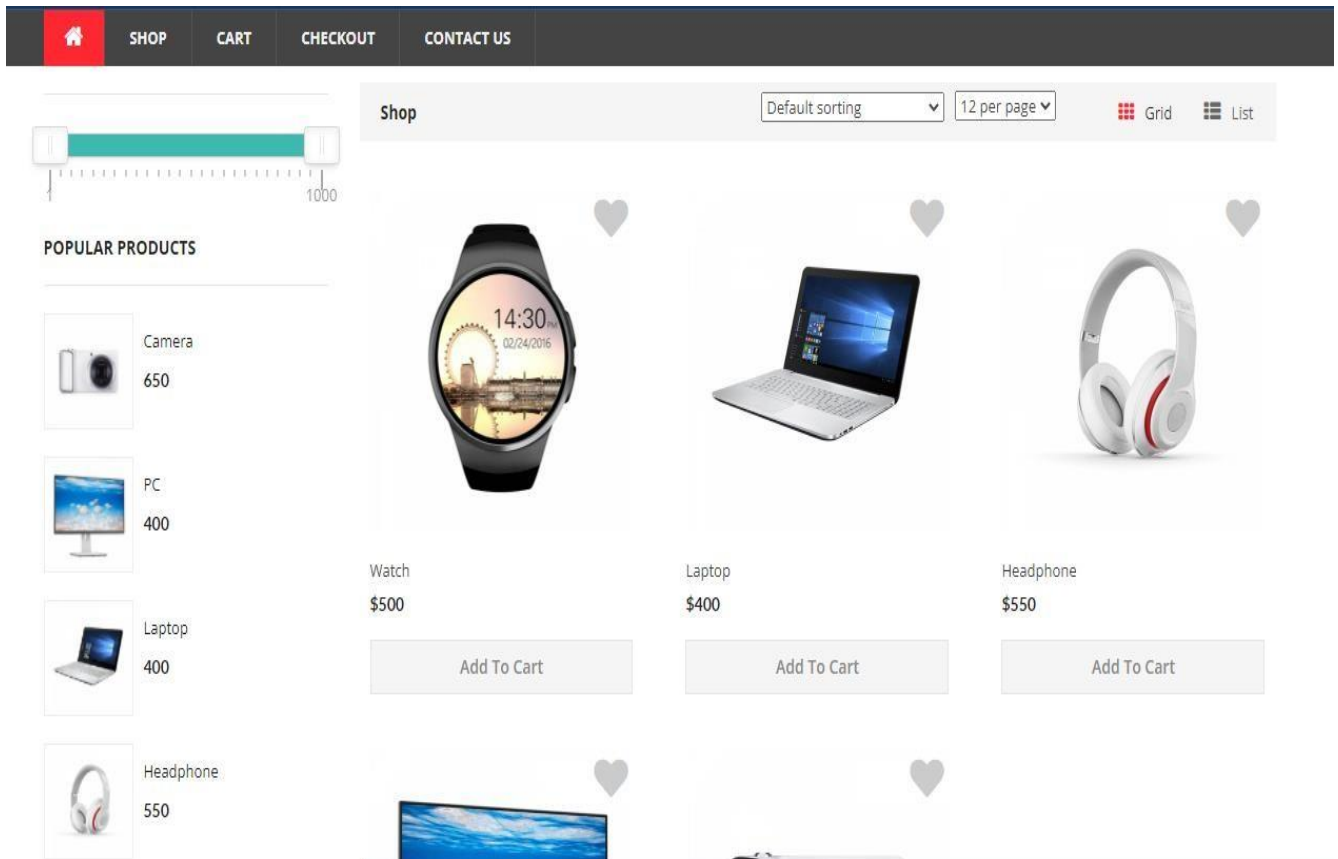 SHOP CART CHECKOUT CONTACT US
Shop Default sorting 12 per page Grid List
1 1000
POPULAR PRODUCTS
Camera
650
PC
400
Laptop
400
Headphone
550
14:30 PM
02/24/2016
Watch
$500
Add To Cart
Laptop
$400
Add To Cart
Headphone
$550
Add To Cart